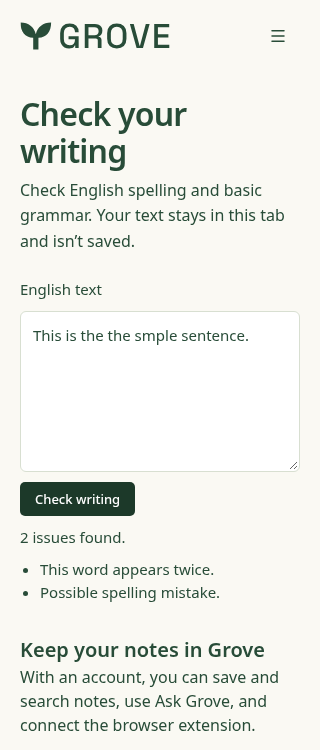 GROVE
Check your
writing
Check English spelling and basic
grammar. Your text stays in this tab
and isn’t saved.
English text
This is the the smple sentence.
Check writing
2 issues found.
This word appears twice.
Possible spelling mistake.
Keep your notes in Grove
With an account, you can save and
search notes, use Ask Grove, and
connect the browser extension.